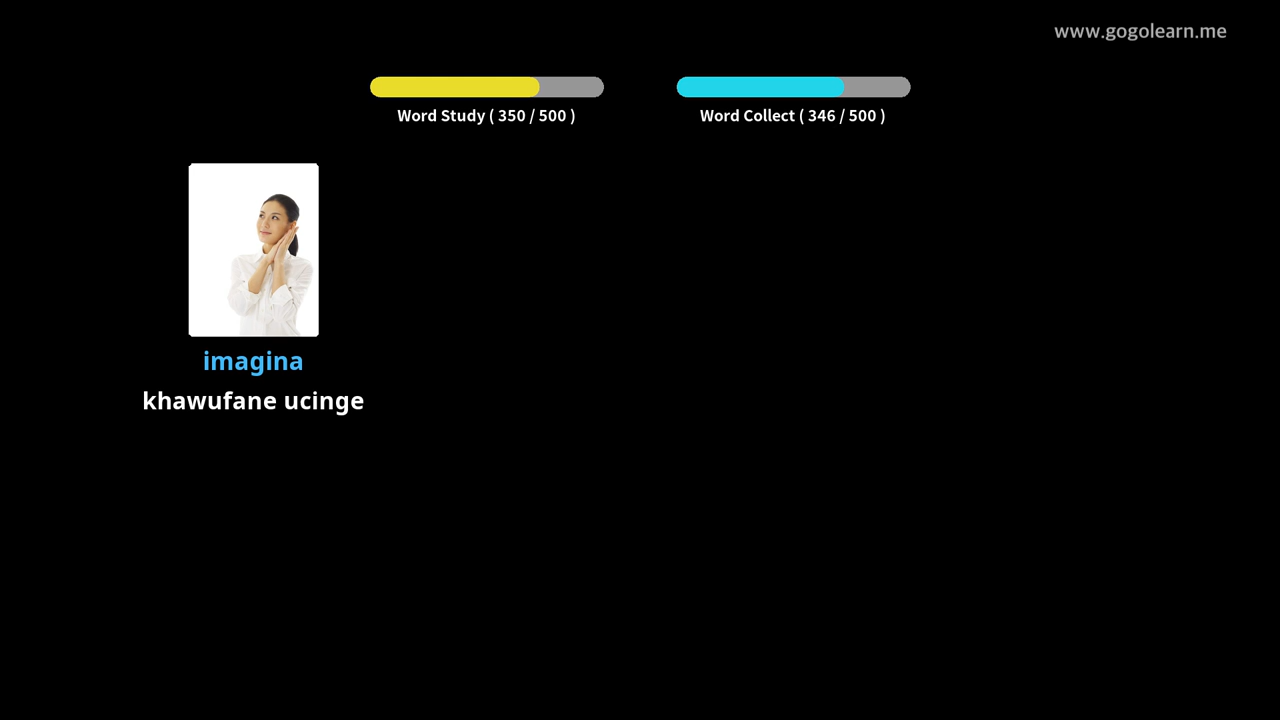 www.gogolearn.me
Word Study ( 350 / 500 )
Word Collect ( 346 / 500 )
imagina
khawufane ucinge